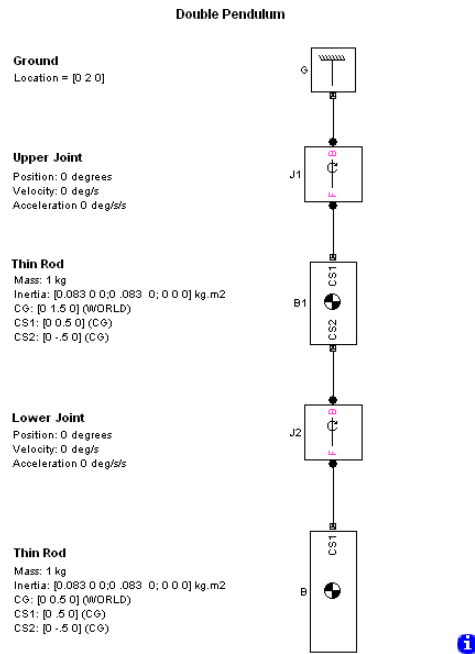 Double Pendulum
Ground
Location = [0 2 0]
G
Upper Joint
Position: 0 degrees
Velocity: 0 deg/s
Acceleration 0 deg/s/s
J1
B
F
Thin Rod
Mass: 1 kg
Inertia: [0.083 0 0;0 .083 0; 0 0 0] kg.m2
CG: [0 1.5 0] (WORLD)
CS1: [0 0.5 0] (CG)
CS2: [0 -.5 0] (CG)
B1
CS1
CS2
Lower Joint
Position: 0 degrees
Velocity: 0 deg/s
Acceleration 0 deg/s/s
J2
B
F
Thin Rod
Mass: 1 kg
Inertia: [0.083 0 0;0 .083 0; 0 0 0] kg.m2
CG: [0 0.5 0] (WORLD)
CS1: [0 .5 0] (CG)
CS2: [0 -.5 0] (CG)
B
CS1
i